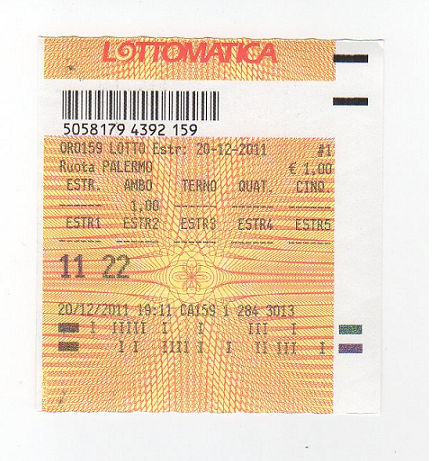 LOTTOMATICA
5058179 4392 159
OR0159 LOTTO Estr: 20-12-2011 #1
Ruota PALERMO € 1,00
ESTR. AMBO TERNO QUAT. CINQ.
1,00
ESTR1 ESTR2 ESTR3 ESTR4 ESTR5
11 22
20/12/2011 19:11 CA159 1 284 3013